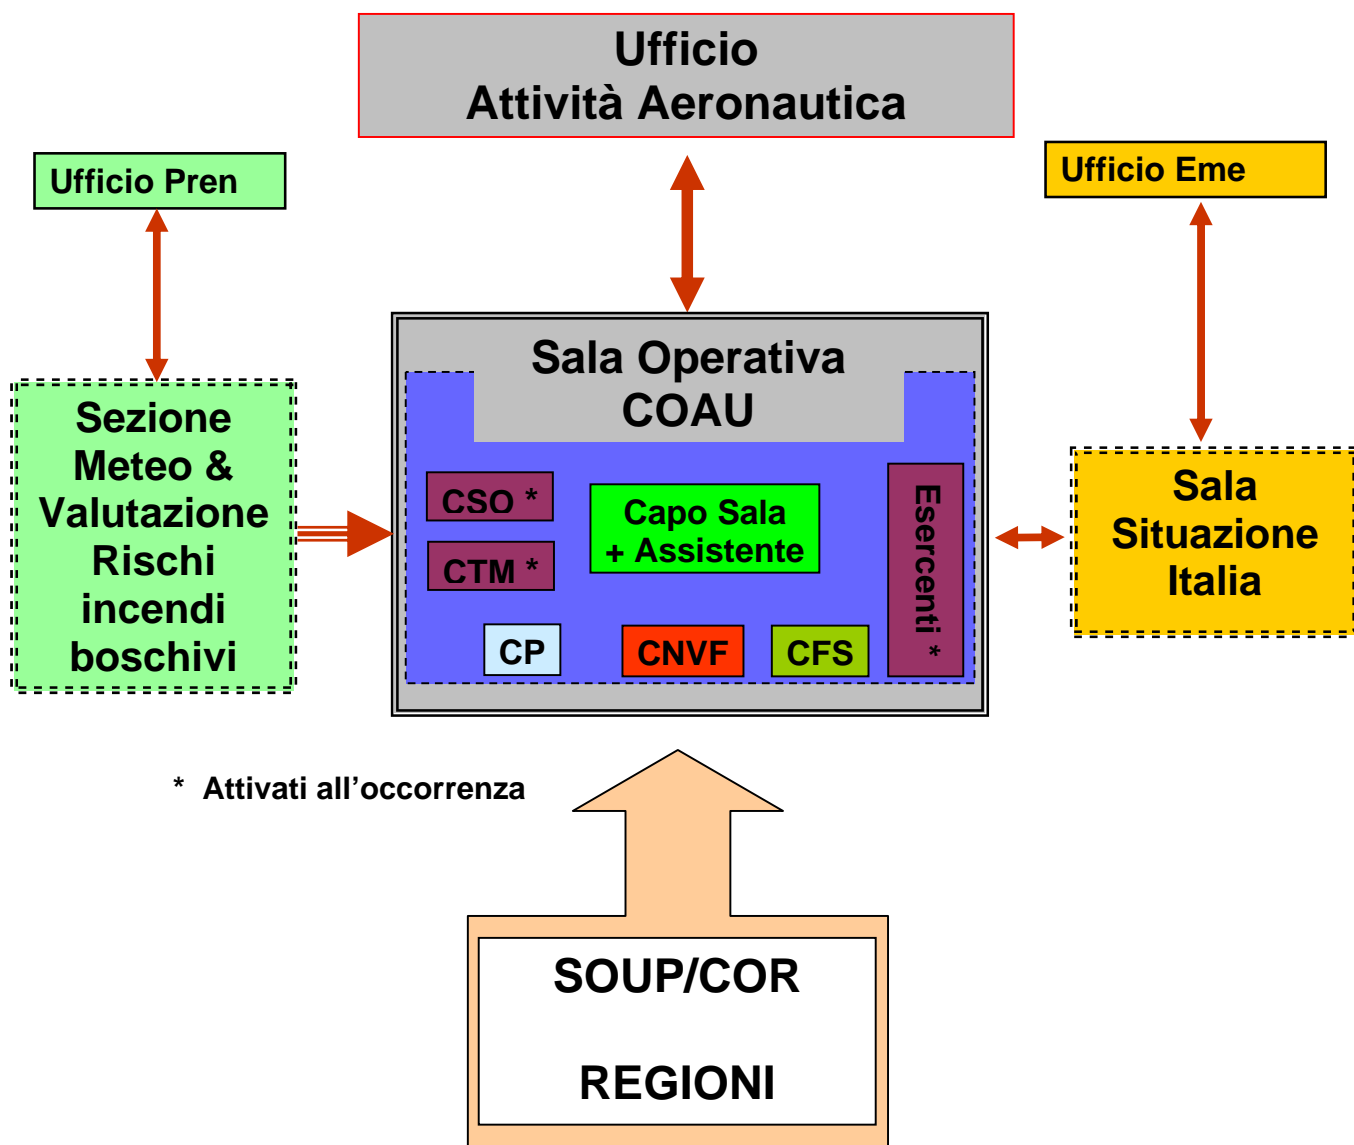 Ufficio
Attività Aeronautica
Ufficio Pren
Ufficio Eme
Sala Operativa
COAU
Sezione
Meteo &
Valutazione
Rischi
incendi
boschivi
CSO *
CTM *
Capo Sala
+ Assistente
Esercenti *
CP
CNVF
CFS
Sala
Situazione
Italia
* Attivati all’occorrenza
SOUP/COR
REGIONI